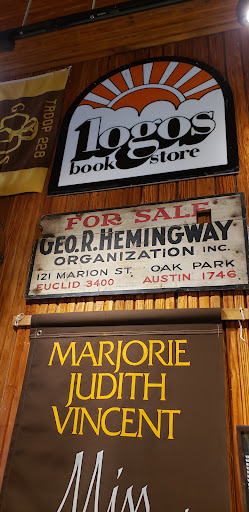 TROOP 228
logos
book store
FOR SALE
GEO. R. HEMINGWAY
ORGANIZATION INC.
121 MARION ST. OAK PARK
EUCLID 3400 AUSTIN 1746
MARJORIE
JUDITH
VINCENT
Miss